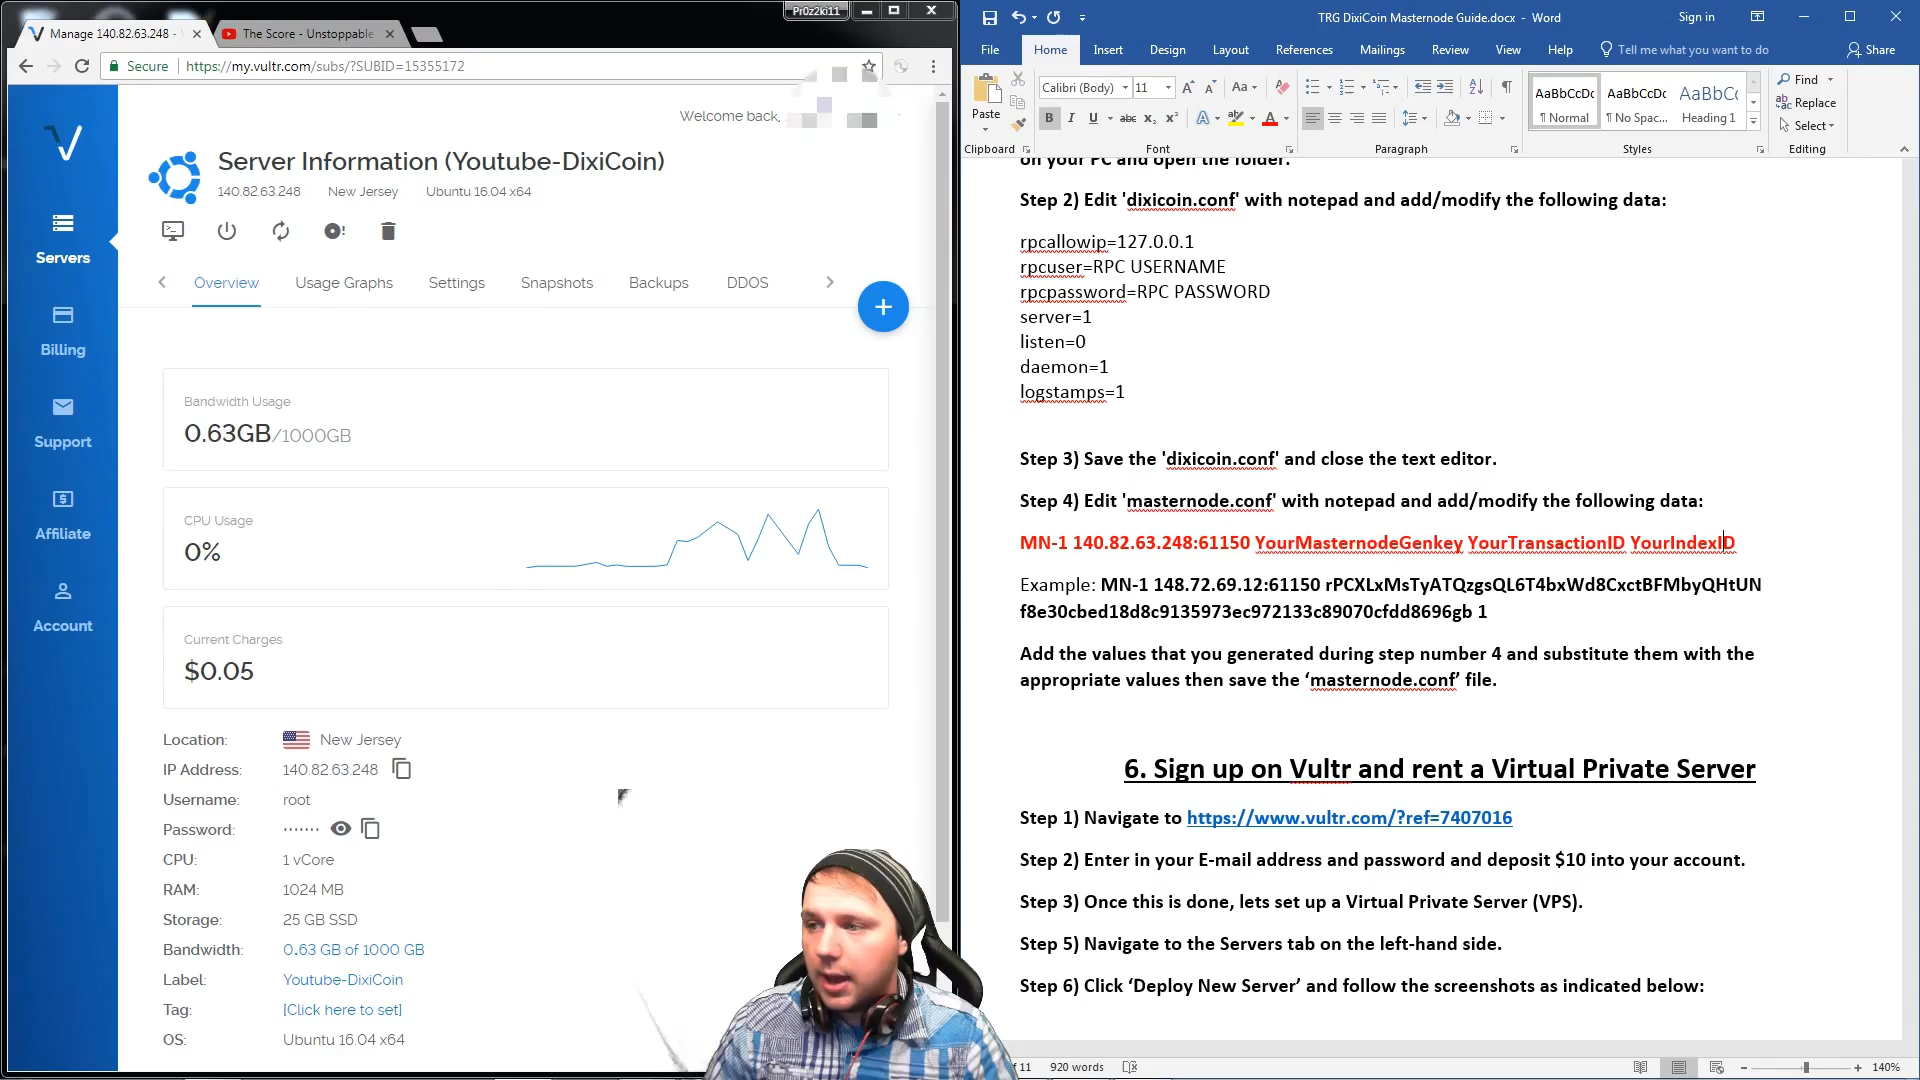 Pr0z2ki11
Manage 140.82.63.248 -
The Score - Unstoppable
Secure
https://my.vultr.com/subs/?SUBID=15355172
Welcome back,
Server Information (Youtube-DixiCoin)
140.82.63.248 New Jersey Ubuntu 16.04 x64
Servers
Billing
Support
Affiliate
Account
Overview Usage Graphs Settings Snapshots Backups DDOS
Bandwidth Usage
0.63GB/1000GB
CPU Usage
0%
Current Charges
$0.05
Location: New Jersey
IP Address: 140.82.63.248
Username: root
Password: ·······
CPU: 1 vCore
RAM: 1024 MB
Storage: 25 GB SSD
Bandwidth: 0.63 GB of 1000 GB
Label: Youtube-DixiCoin
Tag: [Click here to set]
OS: Ubuntu 16.04 x64
TRG DixiCoin Masternode Guide.docx - Word
Sign in
File Home Insert Design Layout References Mailings Review View Help Tell me what you want to do Share
Paste
Calibri (Body) 11
Aa
B I U abc x₂ x²
AaBbCcDc AaBbCcDc AaBbC
¶ Normal ¶ No Spac... Heading 1
Find
Replace
Select
Clipboard Font Paragraph Styles Editing
on your PC and open the folder.
Step 2) Edit 'dixicoin.conf' with notepad and add/modify the following data:
rpcallowip=127.0.0.1
rpcuser=RPC USERNAME
rpcpassword=RPC PASSWORD
server=1
listen=0
daemon=1
logstamps=1
Step 3) Save the 'dixicoin.conf' and close the text editor.
Step 4) Edit 'masternode.conf' with notepad and add/modify the following data:
MN-1 140.82.63.248:61150 YourMasternodeGenkey YourTransactionID YourIndexID
Example: MN-1 148.72.69.12:61150 rPCXLxMsTyATQzgsQL6T4bxWd8CxctBFMbyQHtUN
f8e30cbed18d8c9135973ec972133c89070cfdd8696gb 1
Add the values that you generated during step number 4 and substitute them with the
appropriate values then save the ‘masternode.conf’ file.
6. Sign up on Vultr and rent a Virtual Private Server
Step 1) Navigate to https://www.vultr.com/?ref=7407016
Step 2) Enter in your E-mail address and password and deposit $10 into your account.
Step 3) Once this is done, lets set up a Virtual Private Server (VPS).
Step 5) Navigate to the Servers tab on the left-hand side.
Step 6) Click ‘Deploy New Server’ and follow the screenshots as indicated below:
11 920 words
140%